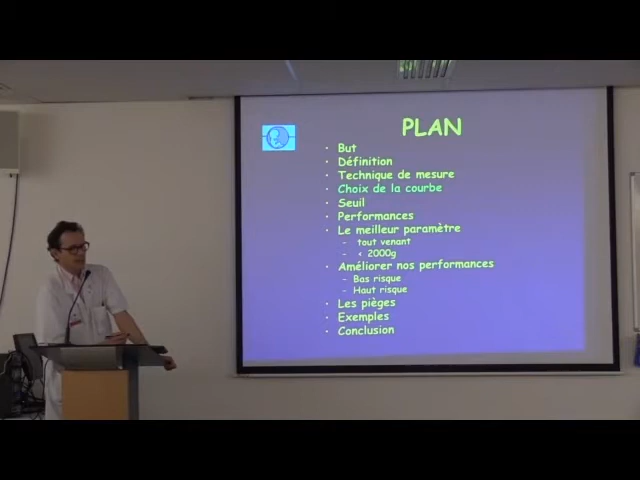 PLAN
• But
• Définition
• Technique de mesure
• Choix de la courbe
• Seuil
• Performances
• Le meilleur paramètre
- tout venant
- < 2000g
• Améliorer nos performances
- Bas risque
- Haut risque
• Les pièges
• Exemples
• Conclusion